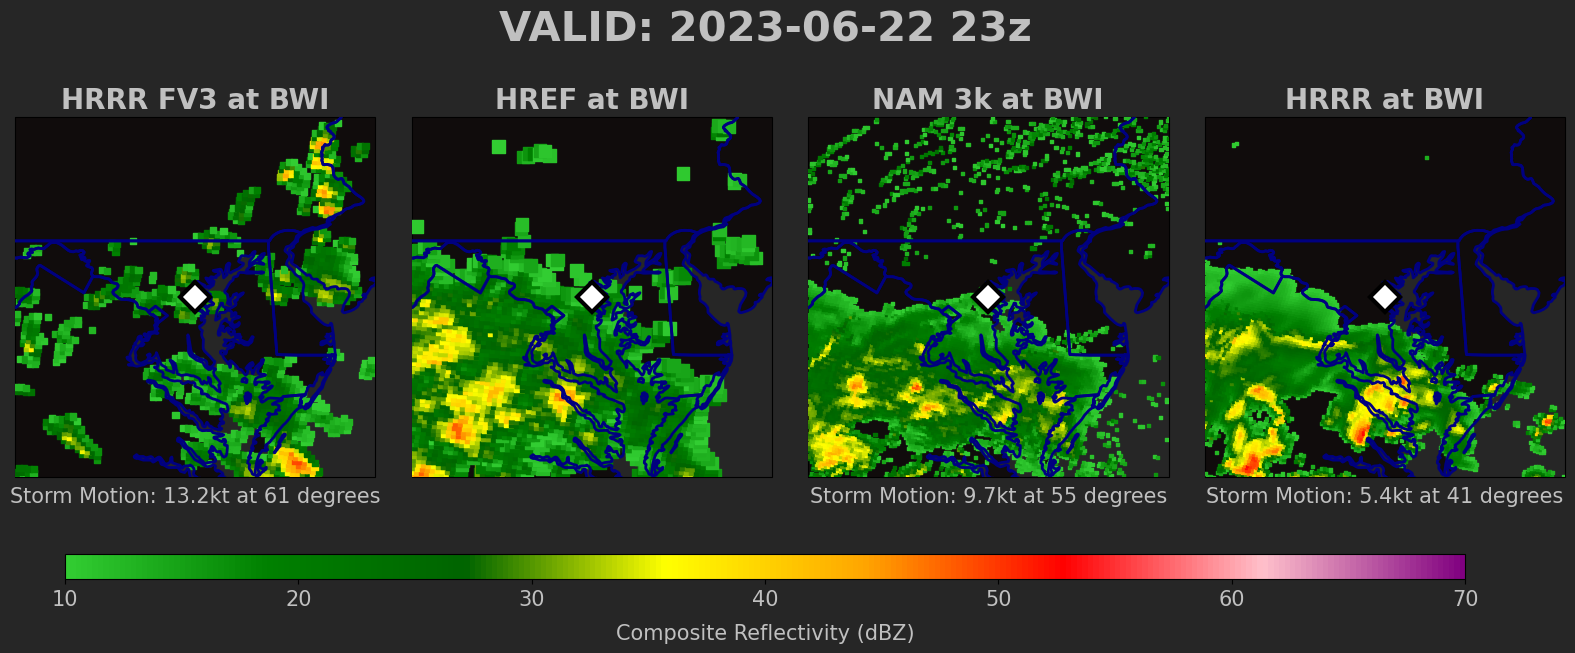 VALID: 2023-06-22 23z
HRRR FV3 at BWI
HREF at BWI
NAM 3k at BWI
HRRR at BWI
Storm Motion: 13.2kt at 61 degrees
Storm Motion: 9.7kt at 55 degrees
Storm Motion: 5.4kt at 41 degrees
10 20 30 40 50 60 70
Composite Reflectivity (dBZ)